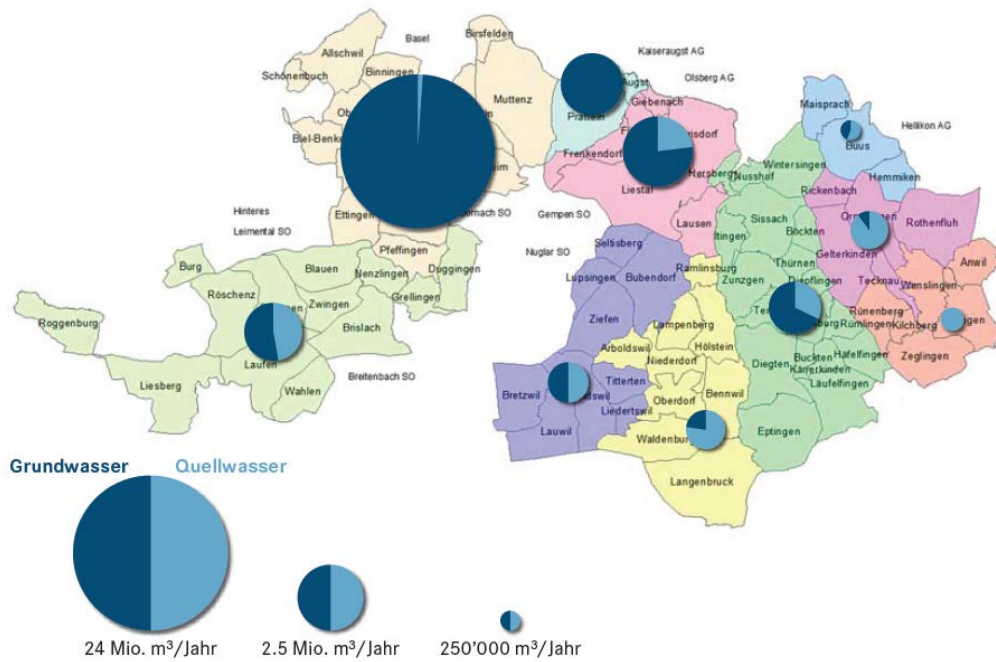 Basel
Birsfelden
Allschwil
Kaiseraugst AG
Schönenbuch
Binningen
Olsberg AG
Muttenz
Augst
Giebenach
Maisprach
Pratteln
Biel-Benke
Hellikon AG
Buus
Frenkendorf
Wintersingen
Hersberg
Nusshof
Hemmiken
Liestal
Rickenbach
Ettingen
Hinteres
Leimental SO
Gempen SO
Lausen
Sissach
Böckten
Rothenfluh
Pfeffingen
Nuglar SO
Seltisberg
Itingen
Gelterkinden
Burg
Blauen
Nenzlingen
Duggingen
Lupsingen
Bubendorf
Ramlinsburg
Zunzgen
Thürnen
Tecknau
Anwil
Wenslingen
Röschenz
Zwingen
Grellingen
Ziefen
Lampenberg
Rünenberg
Roggenburg
Brislach
Rümlingen
Kilchberg
Laufen
Arboldswil
Hölstein
Buckten
Häfelfingen
Zeglingen
Niederdorf
Diegten
Känerkinden
Liesberg
Wahlen
Breitenbach SO
Bretzwil
Titterten
Bennwil
Läufelfingen
Oberdorf
Liedertswil
Lauwil
Waldenburg
Eptingen
Langenbruck
Grundwasser Quellwasser
24 Mio. m³/Jahr 2.5 Mio. m³/Jahr 250'000 m³/Jahr